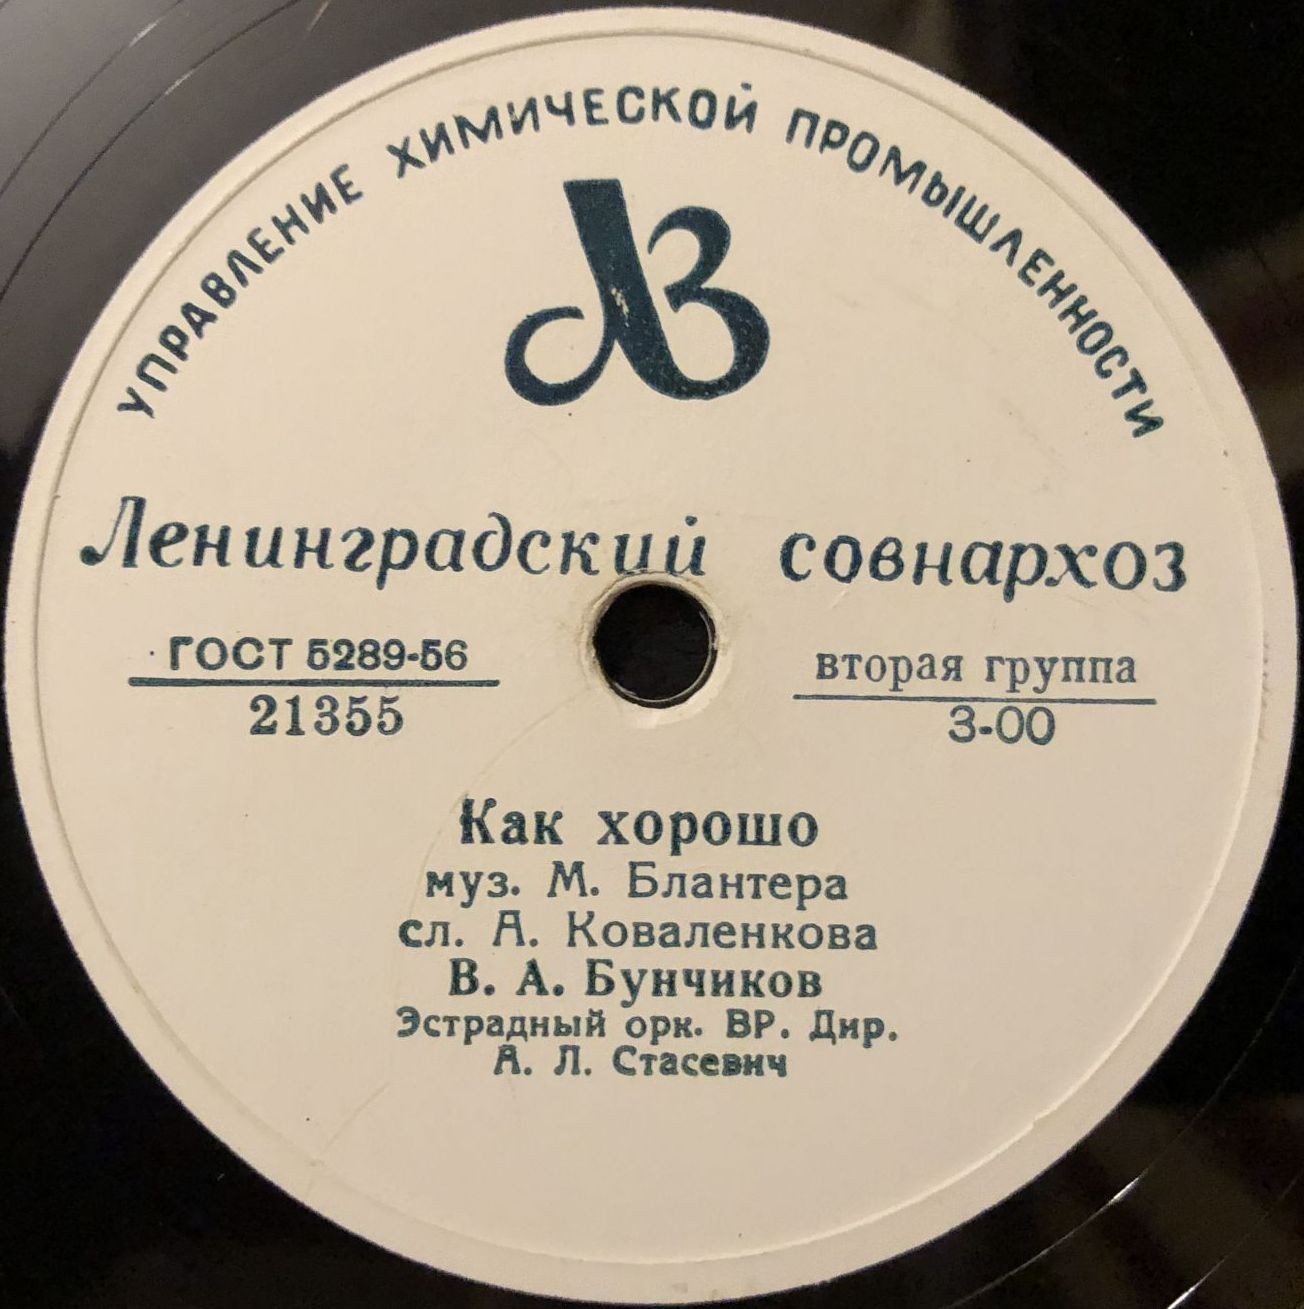 УПРАВЛЕНИЕ ХИМИЧЕСКОЙ ПРОМЫШЛЕННОСТИ
ЛЗ
Ленинградский совнархоз
ГОСТ 5289-56
21355
вторая группа
3-00
Как хорошо
муз. М. Блантера
сл. А. Коваленкова
В. А. Бунчиков
Эстрадный орк. ВР. Дир.
А. Л. Стасевич